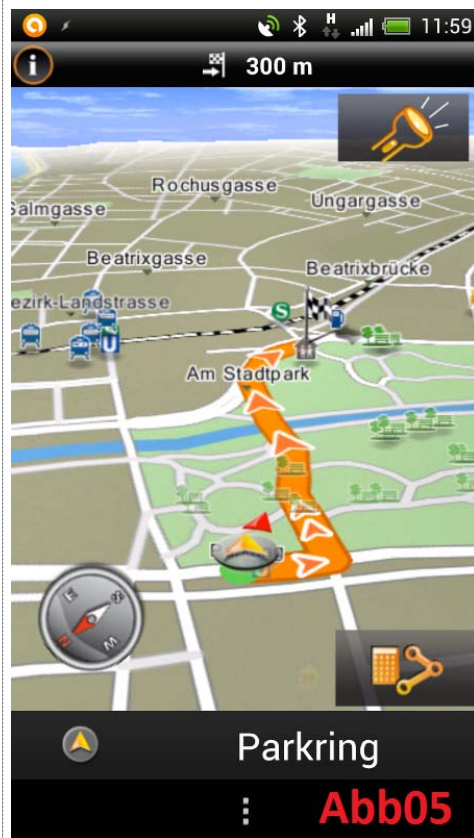 H 11:59
i 300 m
Rochusgasse
Ungargasse
Salmgasse
Beatrixgasse
Beatrixbrücke
ezirk-Landstrasse
S
U
Am Stadtpark
E S
N W
Parkring
Abb05